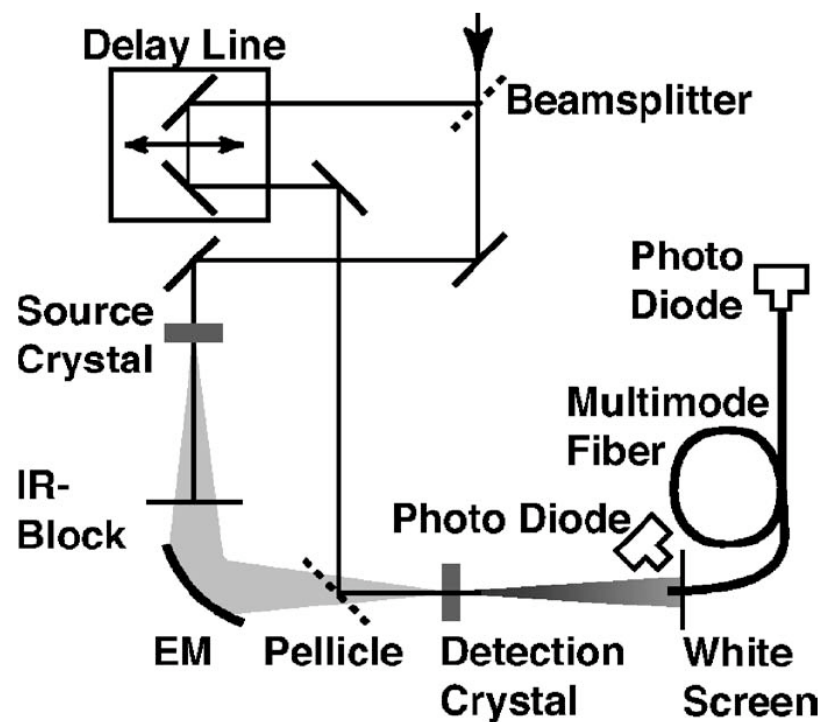 Delay Line
Beamsplitter
Photo
Diode
Source
Crystal
Multimode
Fiber
IR-
Block
Photo Diode
EM
Pellicle
Detection
Crystal
White
Screen